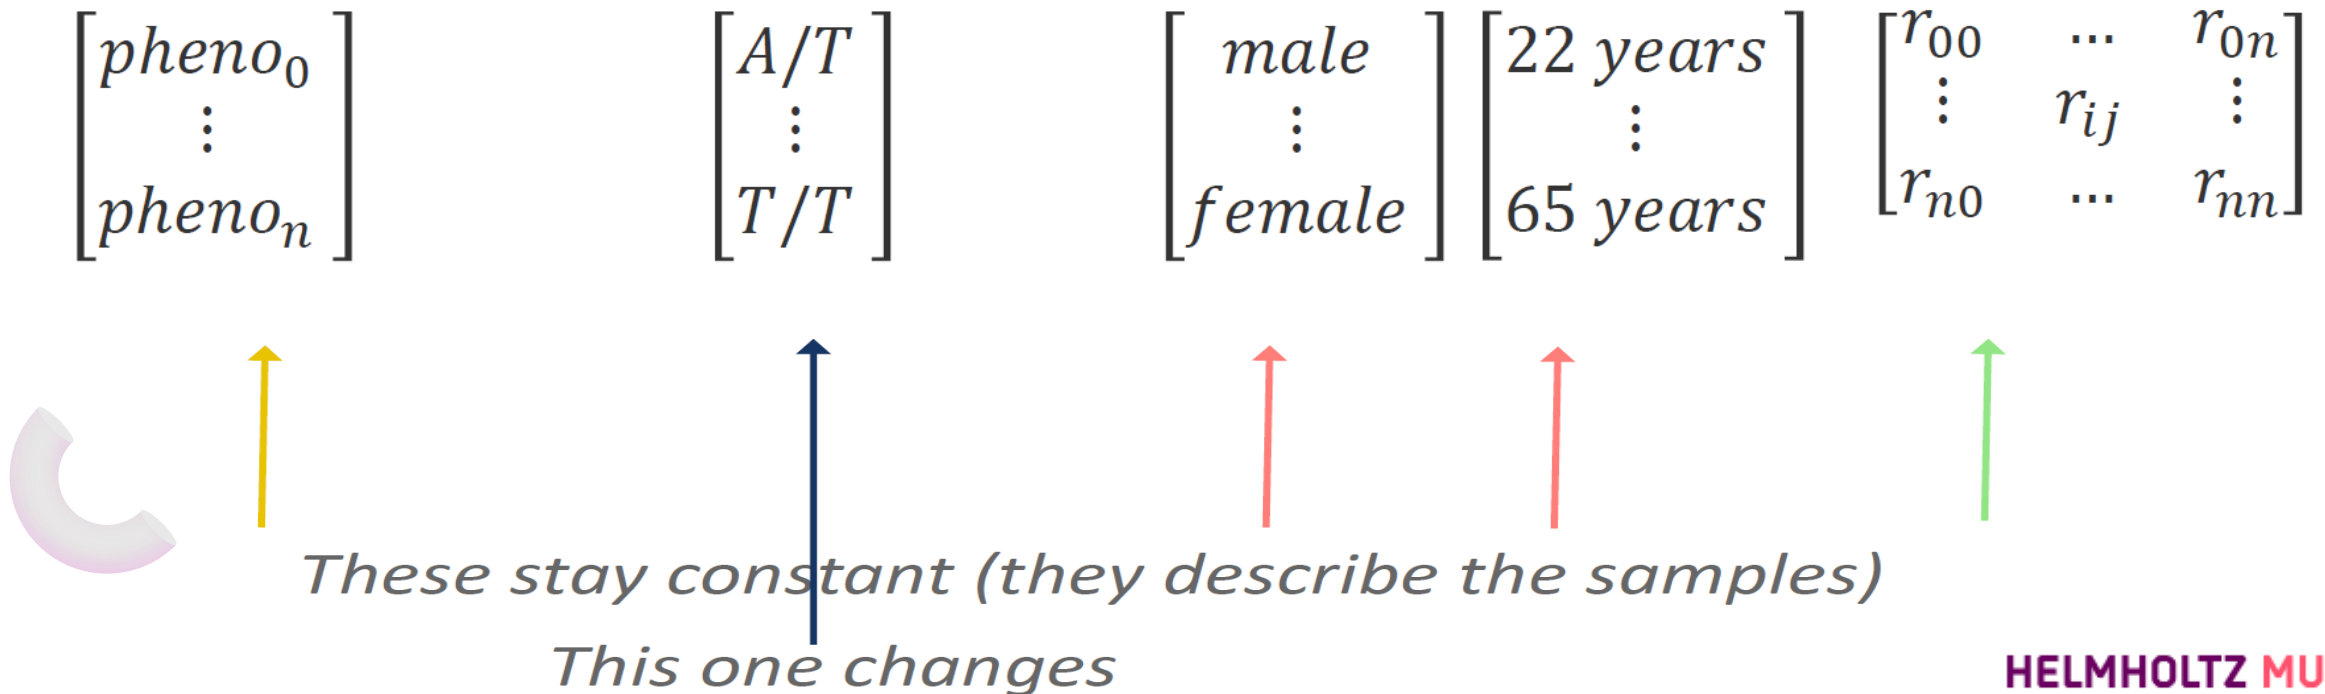 pheno₀ A/T male 22 years r₀₀ ... r₀ₙ
⋮ ⋮ ⋮ ⋮ ⋮ rᵢⱼ ⋮
phenoₙ T/T female 65 years rₙ₀ ... rₙₙ
These stay constant (they describe the samples)
This one changes
HELMHOLTZ MU